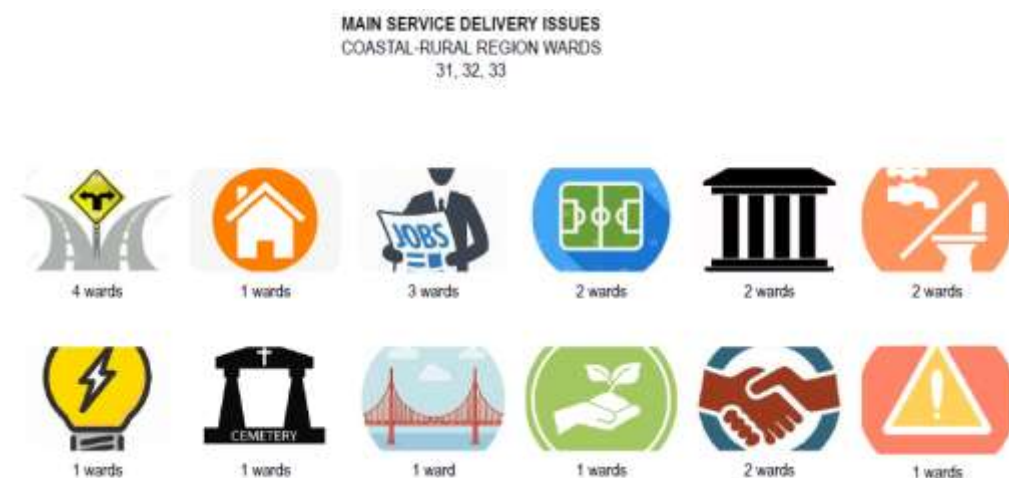 MAIN SERVICE DELIVERY ISSUES
COASTAL-RURAL REGION WARDS
31, 32, 33
JOBS
4 wards
1 wards
3 wards
2 wards
2 wards
2 wards
CEMETERY
1 wards
1 wards
1 ward
1 wards
2 wards
1 wards